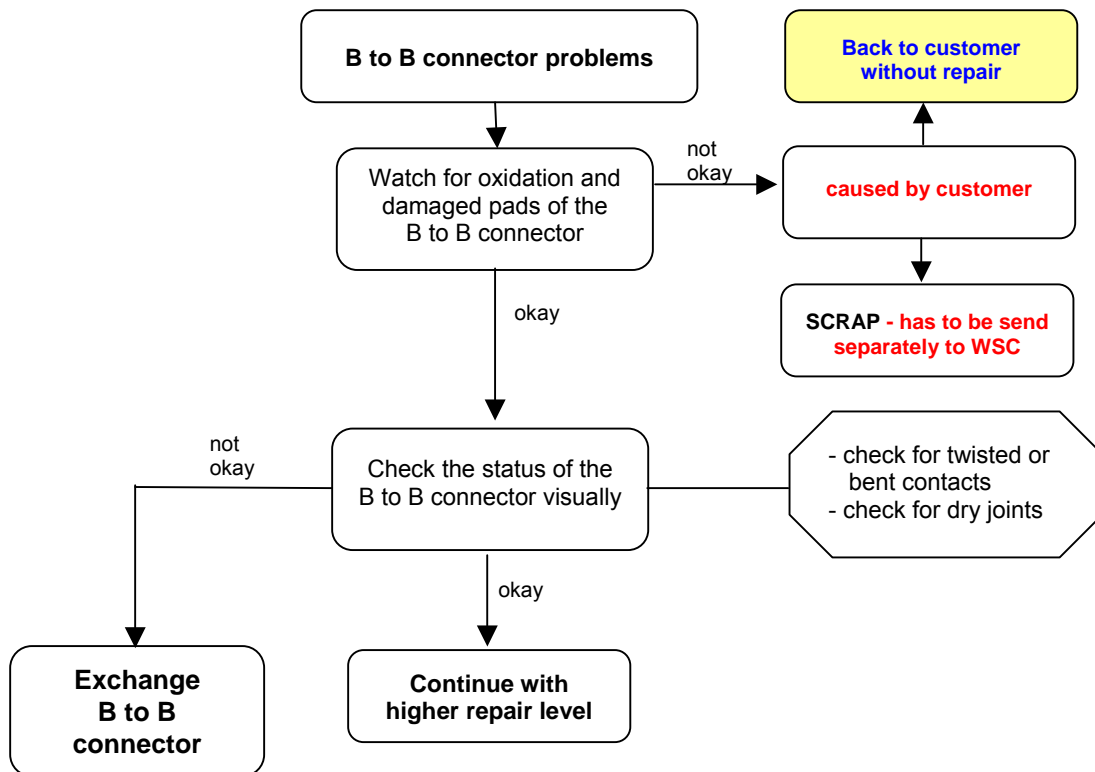 B to B connector problems
Back to customer
without repair
not
okay
Watch for oxidation and
damaged pads of the
B to B connector
caused by customer
okay
SCRAP - has to be send
separately to WSC
not
okay
Check the status of the
B to B connector visually
- check for twisted or
bent contacts
- check for dry joints
okay
Exchange
B to B
connector
Continue with
higher repair level